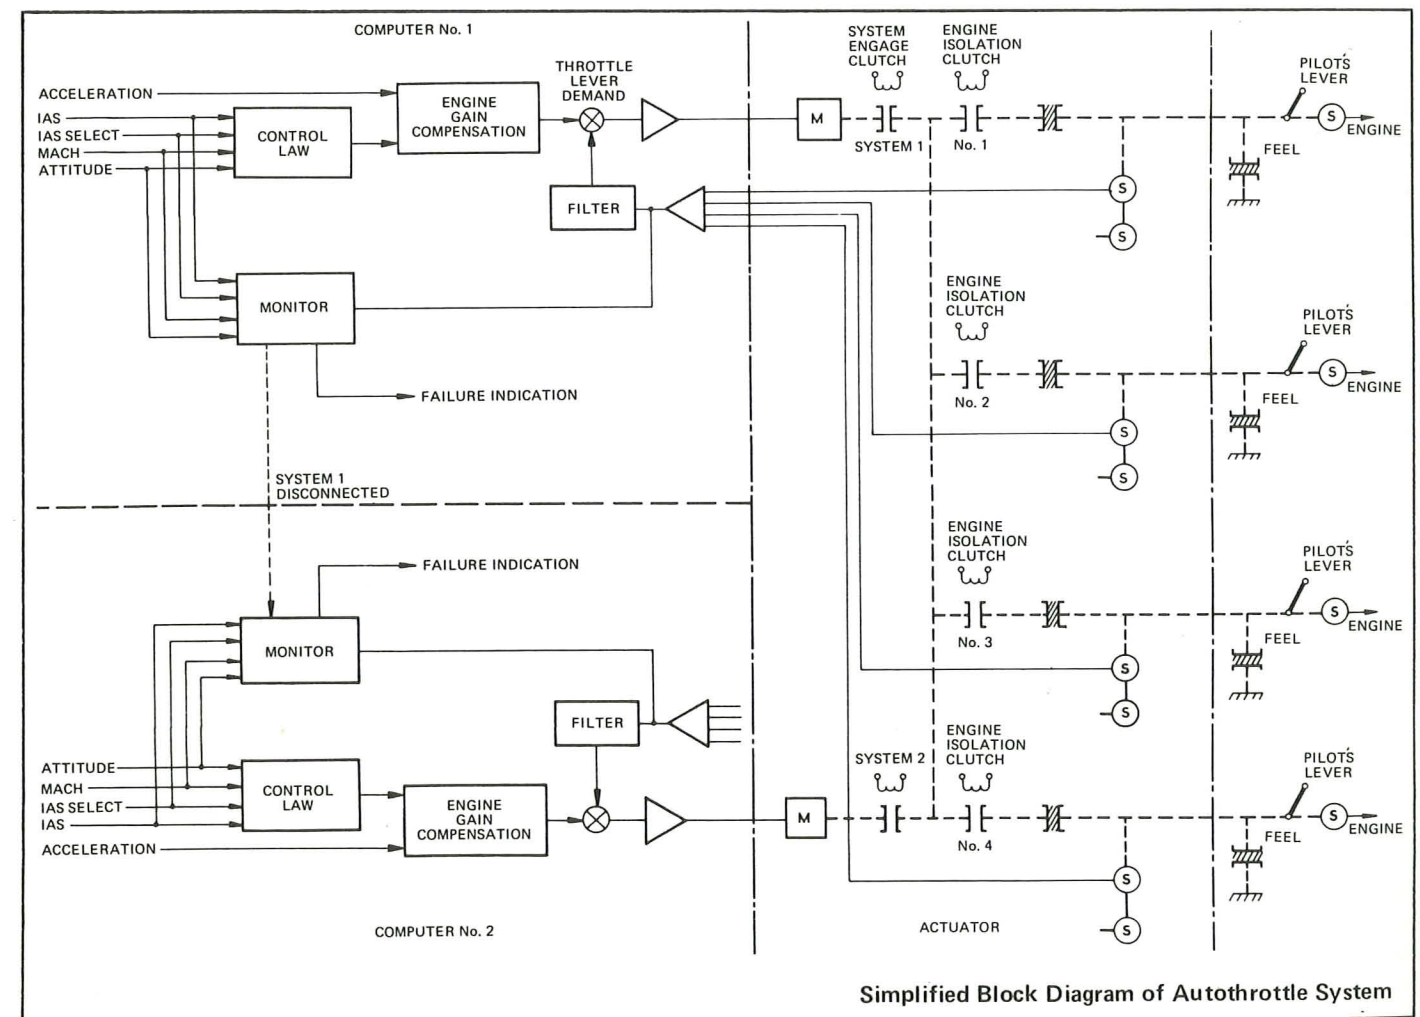 COMPUTER No. 1
ACCELERATION
IAS
IAS SELECT
MACH
ATTITUDE
CONTROL
LAW
ENGINE
GAIN
COMPENSATION
THROTTLE
LEVER
DEMAND
FILTER
MONITOR
FAILURE INDICATION
SYSTEM 1
DISCONNECTED
M
SYSTEM
ENGAGE
CLUTCH
SYSTEM 1
ENGINE
ISOLATION
CLUTCH
No. 1
S
S
PILOT'S
LEVER
S
ENGINE
FEEL
ENGINE
ISOLATION
CLUTCH
No. 2
S
S
PILOT'S
LEVER
S
ENGINE
FEEL
ENGINE
ISOLATION
CLUTCH
No. 3
S
S
PILOT'S
LEVER
S
ENGINE
FEEL
FAILURE INDICATION
MONITOR
FILTER
ATTITUDE
MACH
IAS SELECT
IAS
ACCELERATION
CONTROL
LAW
ENGINE
GAIN
COMPENSATION
M
SYSTEM 2
ENGINE
ISOLATION
CLUTCH
No. 4
S
S
PILOT'S
LEVER
S
ENGINE
FEEL
COMPUTER No. 2
ACTUATOR
Simplified Block Diagram of Autothrottle System